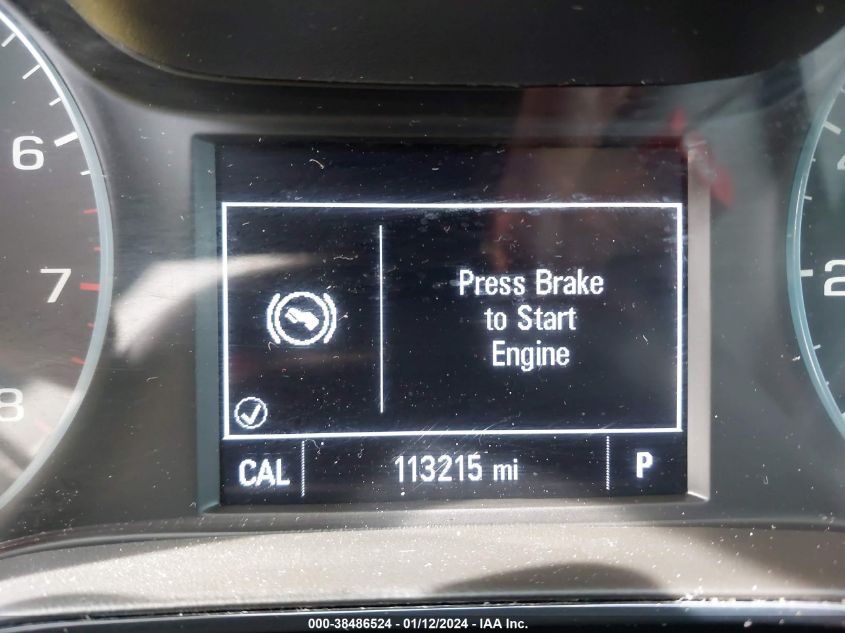 6
7
8
Press Brake
to Start
Engine
CAL
113215 mi
P
4
2
000-38486524 - 01/12/2024 - IAA Inc.